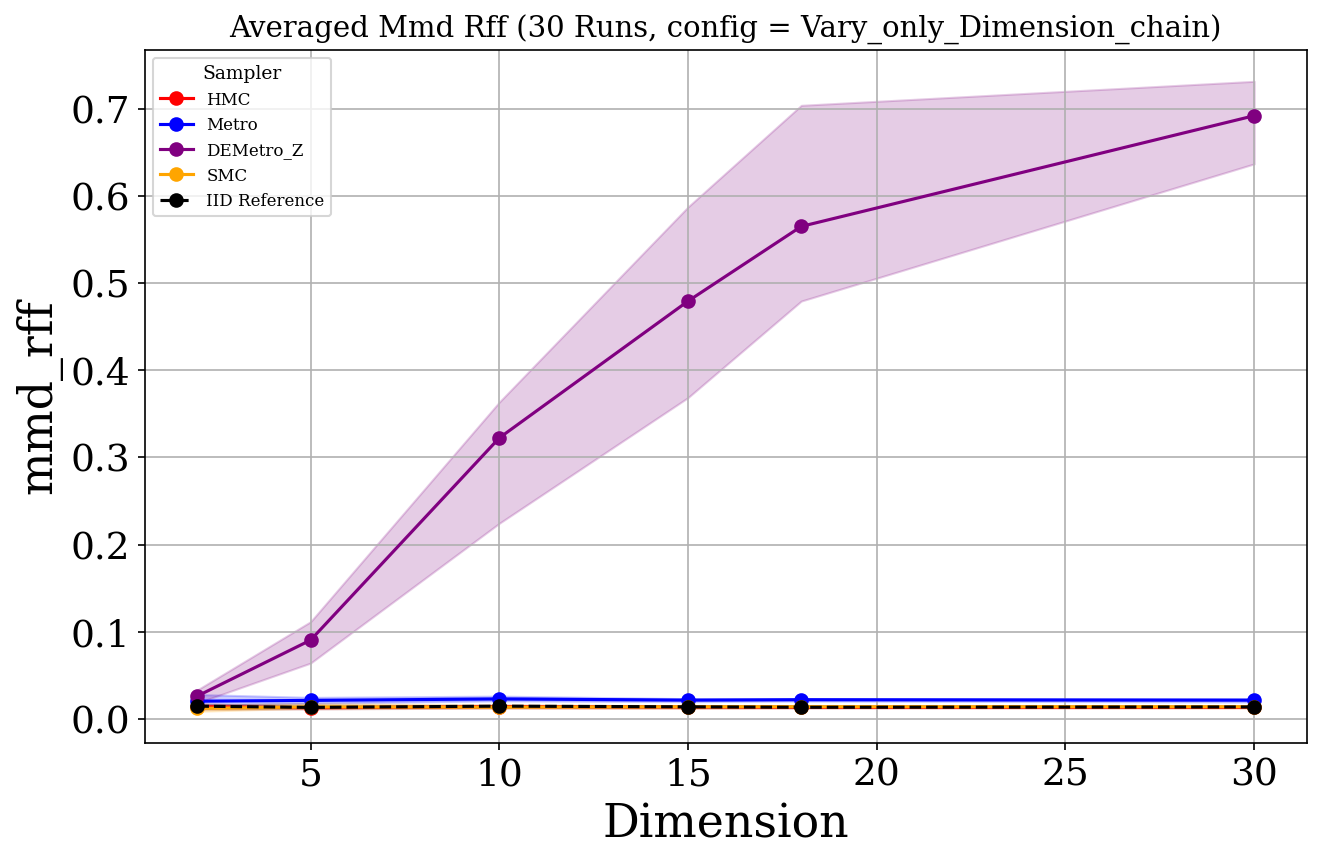 Averaged Mmd Rff (30 Runs, config = Vary_only_Dimension_chain)
Sampler
HMC
Metro
DEMetro_Z
SMC
IID Reference
mmd_rff
0.7
0.6
0.5
0.4
0.3
0.2
0.1
0.0
5 10 15 20 25 30
Dimension